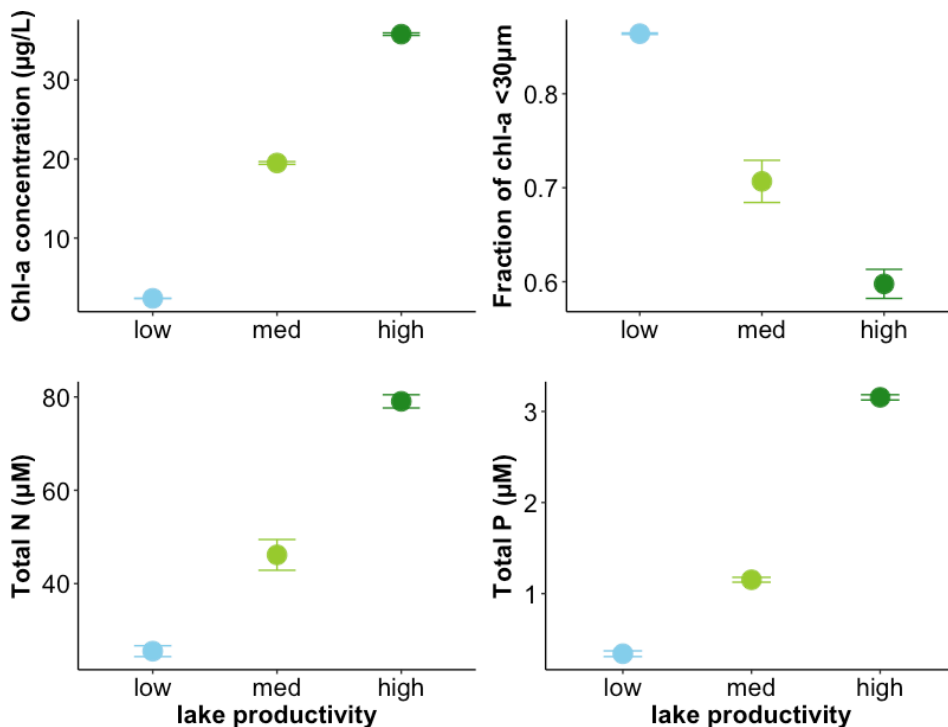 Chl-a concentration (µg/L)
30
20
10
low med high
Fraction of chl-a <30µm
0.8
0.7
0.6
low med high
Total N (µM)
80
60
40
low med high
lake productivity
Total P (µM)
3
2
1
low med high
lake productivity